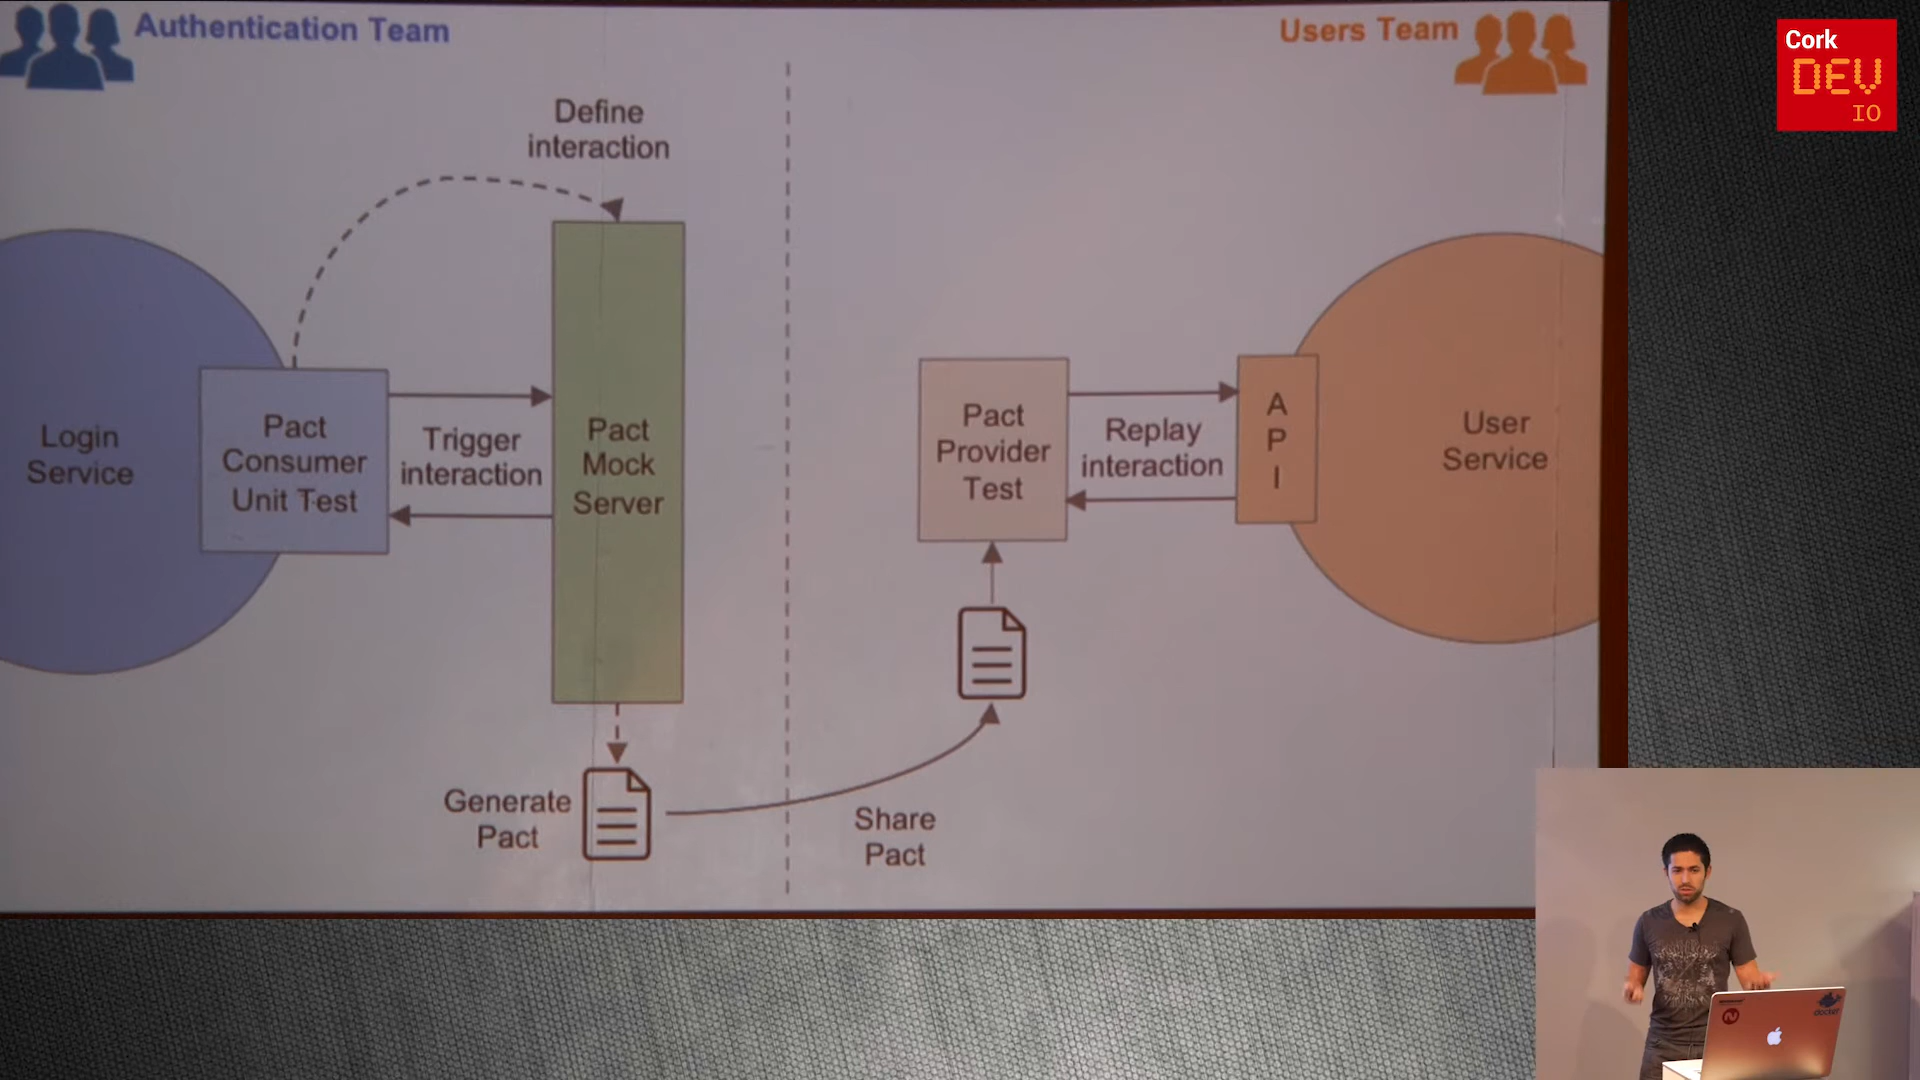 Authentication Team
Users Team
Cork
DEV
IO
Define
interaction
Login
Service
Pact
Consumer
Unit Test
Trigger
interaction
Pact
Mock
Server
Pact
Provider
Test
Replay
interaction
A
P
I
User
Service
Generate
Pact
Share
Pact
docker